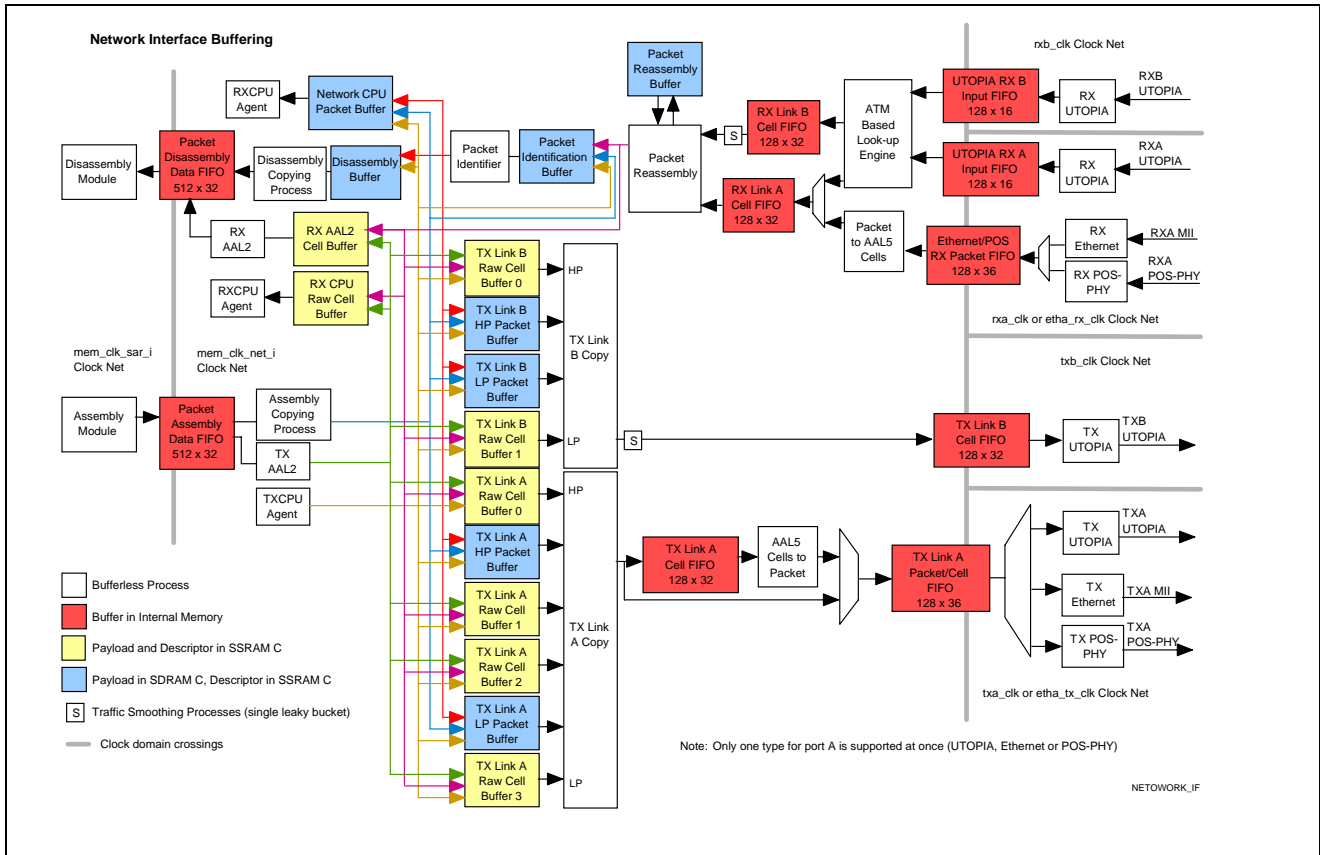 Network Interface Buffering
rxb_clk Clock Net
RXCPU
Agent
Network CPU
Packet Buffer
Packet
Reassembly
Buffer
UTOPIA RX B
Input FIFO
128 x 16
RX
UTOPIA
RXB
UTOPIA
RX Link B
Cell FIFO
128 x 32
ATM
Based
Look-up
Engine
Disassembly
Module
Packet
Disassembly
Data FIFO
512 x 32
Disassembly
Copying
Process
Disassembly
Buffer
Packet
Identifier
Packet
Identification
Buffer
S
Packet
Reassembly
UTOPIA RX A
Input FIFO
128 x 16
RX
UTOPIA
RXA
UTOPIA
RX Link A
Cell FIFO
128 x 32
RX
AAL2
RX AAL2
Cell Buffer
Packet
to AAL5
Cells
Ethernet/POS
RX Packet FIFO
128 x 36
RX
Ethernet
RXA MII
RX POS-
PHY
RXA
POS-PHY
RXCPU
Agent
RX CPU
Raw Cell
Buffer
TX Link B
Raw Cell
Buffer 0
HP
TX Link B
HP Packet
Buffer
TX Link
B Copy
rxa_clk or etha_rx_clk Clock Net
mem_clk_sar_i
Clock Net
mem_clk_net_i
Clock Net
txb_clk Clock Net
TX Link B
LP Packet
Buffer
Assembly
Module
Packet
Assembly
Data FIFO
512 x 32
Assembly
Copying
Process
TX
AAL2
TX Link B
Raw Cell
Buffer 1
LP
S
TX Link B
Cell FIFO
128 x 32
TX
UTOPIA
TXB
UTOPIA
TXCPU
Agent
TX Link A
Raw Cell
Buffer 0
HP
TX Link A
HP Packet
Buffer
TX Link A
Cell FIFO
128 x 32
AAL5
Cells to
Packet
TX Link A
Packet/Cell
FIFO
128 x 36
TX
UTOPIA
TXA
UTOPIA
TX
Ethernet
TXA MII
TX POS-
PHY
TXA
POS-PHY
TX Link A
Raw Cell
Buffer 1
TX Link
A Copy
TX Link A
Raw Cell
Buffer 2
txa_clk or etha_tx_clk Clock Net
TX Link A
LP Packet
Buffer
TX Link A
Raw Cell
Buffer 3
LP
Bufferless Process
Buffer in Internal Memory
Payload and Descriptor in SSRAM C
Payload in SDRAM C, Descriptor in SSRAM C
S
Traffic Smoothing Processes (single leaky bucket)
Clock domain crossings
Note: Only one type for port A is supported at once (UTOPIA, Ethernet or POS-PHY)
NETOWORK_IF